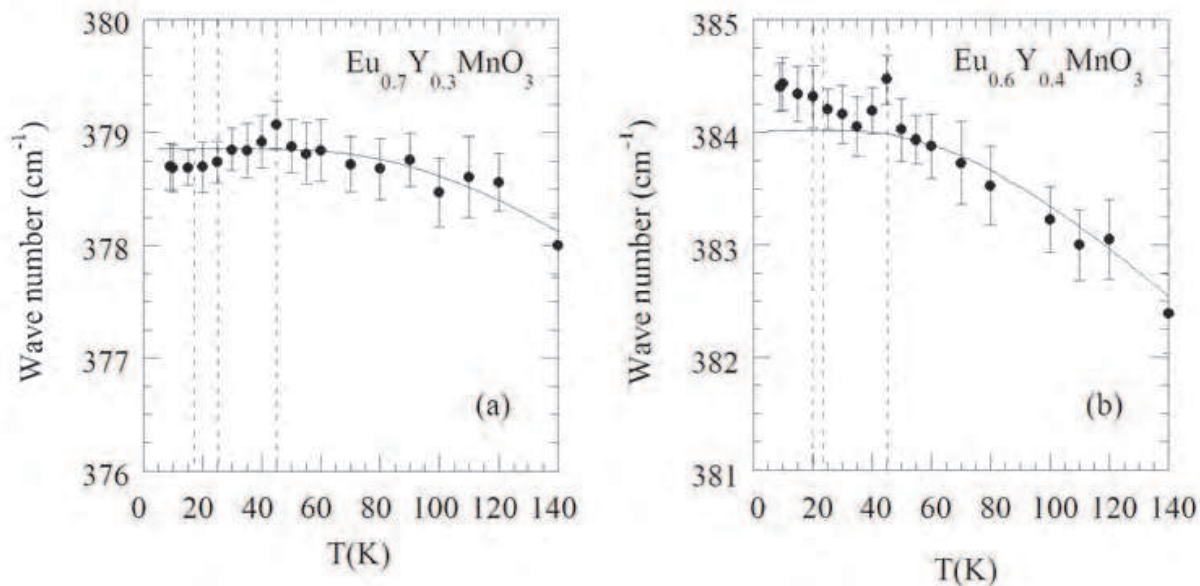 380
379
378
377
376
0 20 40 60 80 100 120 140
Wave number (cm⁻¹)
T(K)
Eu₀.₇Y₀.₃MnO₃
(a)
385
384
383
382
381
0 20 40 60 80 100 120 140
Wave number (cm⁻¹)
T(K)
Eu₀.₆Y₀.₄MnO₃
(b)